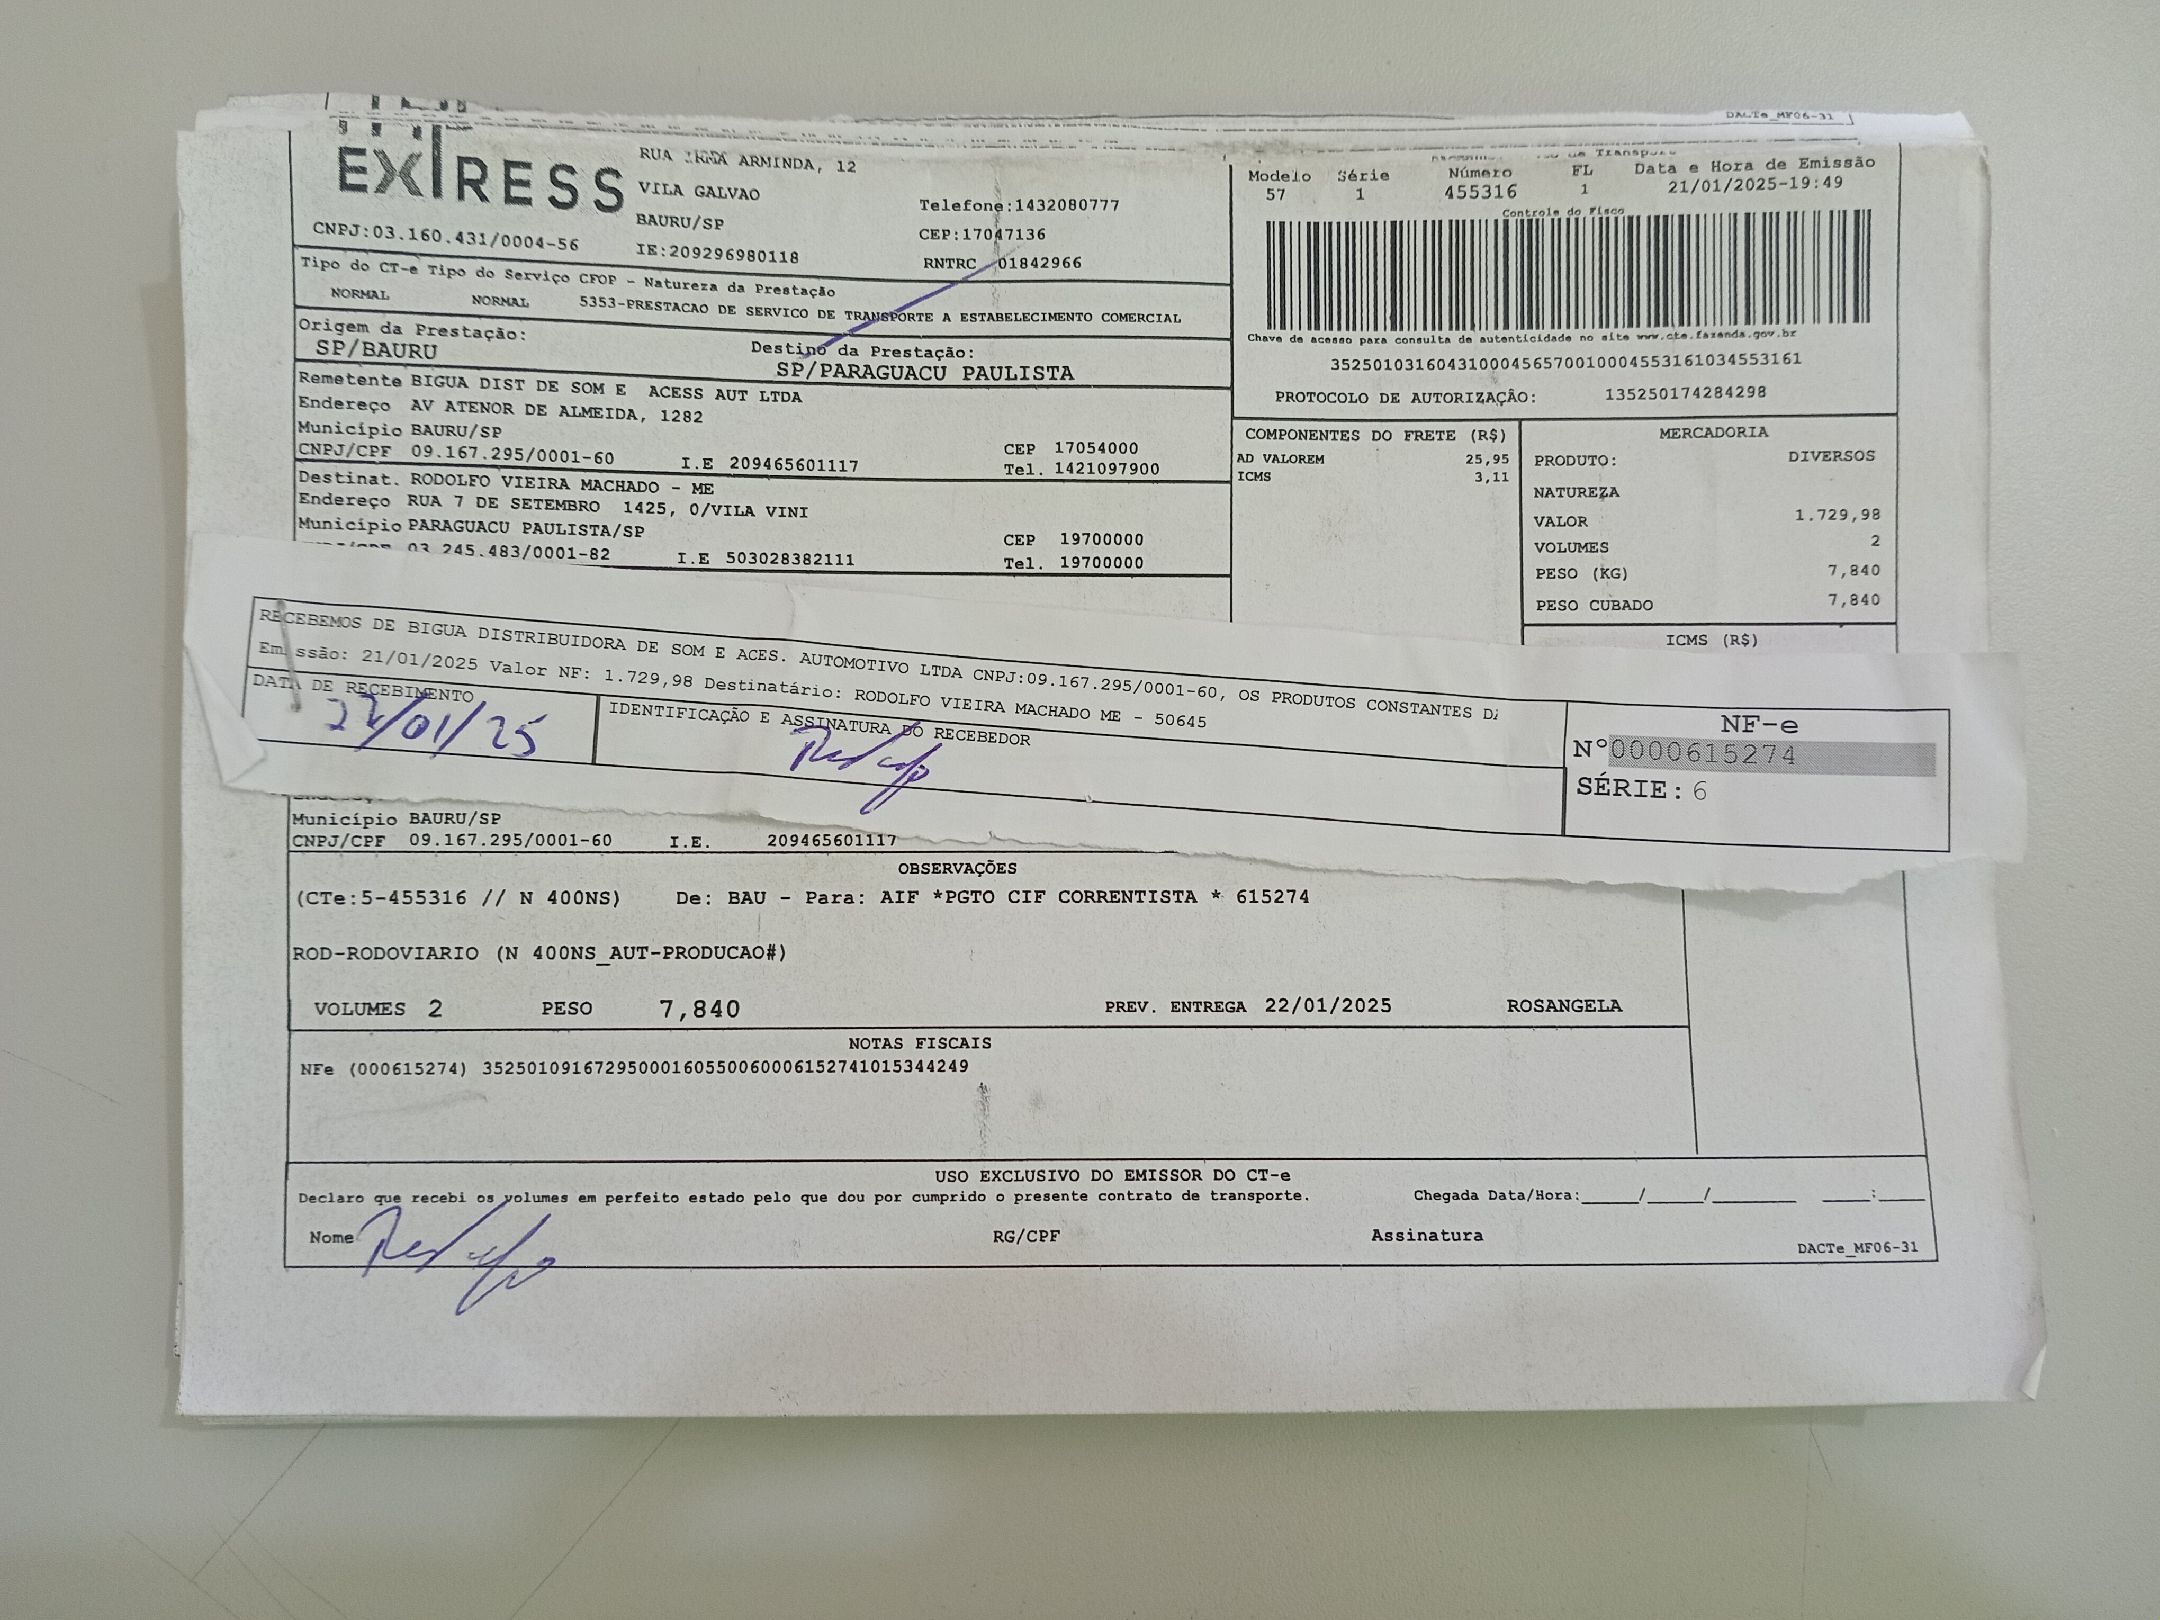 DACTe_MF06-31
EXPRESS
RUA IRMA ARMINDA, 12
VILA GALVAO
BAURU/SP
CNPJ:03.160.431/0004-56
IE:209296980118
Telefone:1432080777
CEP:17047136
RNTRC 01842966
Modelo Série Número FL Data e Hora de Emissão
57 1 455316 1 21/01/2025-19:49
Controle do Fisco
Chave de acesso para consulta de autenticidade no site www.cte.fazenda.gov.br
35250103160431000456570010004553161034553161
PROTOCOLO DE AUTORIZAÇÃO: 135250174284298
Tipo do CT-e Tipo do Serviço CFOP - Natureza da Prestação
NORMAL NORMAL 5353-PRESTACAO DE SERVICO DE TRANSPORTE A ESTABELECIMENTO COMERCIAL
Origem da Prestação: Destino da Prestação:
SP/BAURU SP/PARAGUACU PAULISTA
Remetente BIGUA DIST DE SOM E ACESS AUT LTDA
Endereço AV ATENOR DE ALMEIDA, 1282
Município BAURU/SP CEP 17054000
CNPJ/CPF 09.167.295/0001-60 I.E 209465601117 Tel. 1421097900
Destinat. RODOLFO VIEIRA MACHADO - ME
Endereço RUA 7 DE SETEMBRO 1425, 0/VILA VINI
Município PARAGUACU PAULISTA/SP CEP 19700000
03.245.483/0001-82 I.E 503028382111 Tel. 19700000
COMPONENTES DO FRETE (R$)
AD VALOREM 25,95
ICMS 3,11
MERCADORIA
PRODUTO: DIVERSOS
NATUREZA
VALOR 1.729,98
VOLUMES 2
PESO (KG) 7,840
PESO CUBADO 7,840
ICMS (R$)
RECEBEMOS DE BIGUA DISTRIBUIDORA DE SOM E ACES. AUTOMOTIVO LTDA CNPJ:09.167.295/0001-60, OS PRODUTOS CONSTANTES
Emissão: 21/01/2025 Valor NF: 1.729,98 Destinatário: RODOLFO VIEIRA MACHADO ME - 50645
DATA DE RECEBIMENTO
22/01/25
IDENTIFICAÇÃO E ASSINATURA DO RECEBEDOR
NF-e
N°0000615274
SÉRIE: 6
Município BAURU/SP
CNPJ/CPF 09.167.295/0001-60 I.E. 209465601117
OBSERVAÇÕES
(CTe:5-455316 // N 400NS) De: BAU - Para: AIF *PGTO CIF CORRENTISTA * 615274
ROD-RODOVIARIO (N 400NS_AUT-PRODUCAO#)
VOLUMES 2 PESO 7,840 PREV. ENTREGA 22/01/2025 ROSANGELA
NOTAS FISCAIS
NFe (000615274) 35250109167295000160550060006152741015344249
USO EXCLUSIVO DO EMISSOR DO CT-e
Declaro que recebi os volumes em perfeito estado pelo que dou por cumprido o presente contrato de transporte. Chegada Data/Hora:_____/_____/________ _____:_____
Nome RG/CPF Assinatura
DACTe_MF06-31